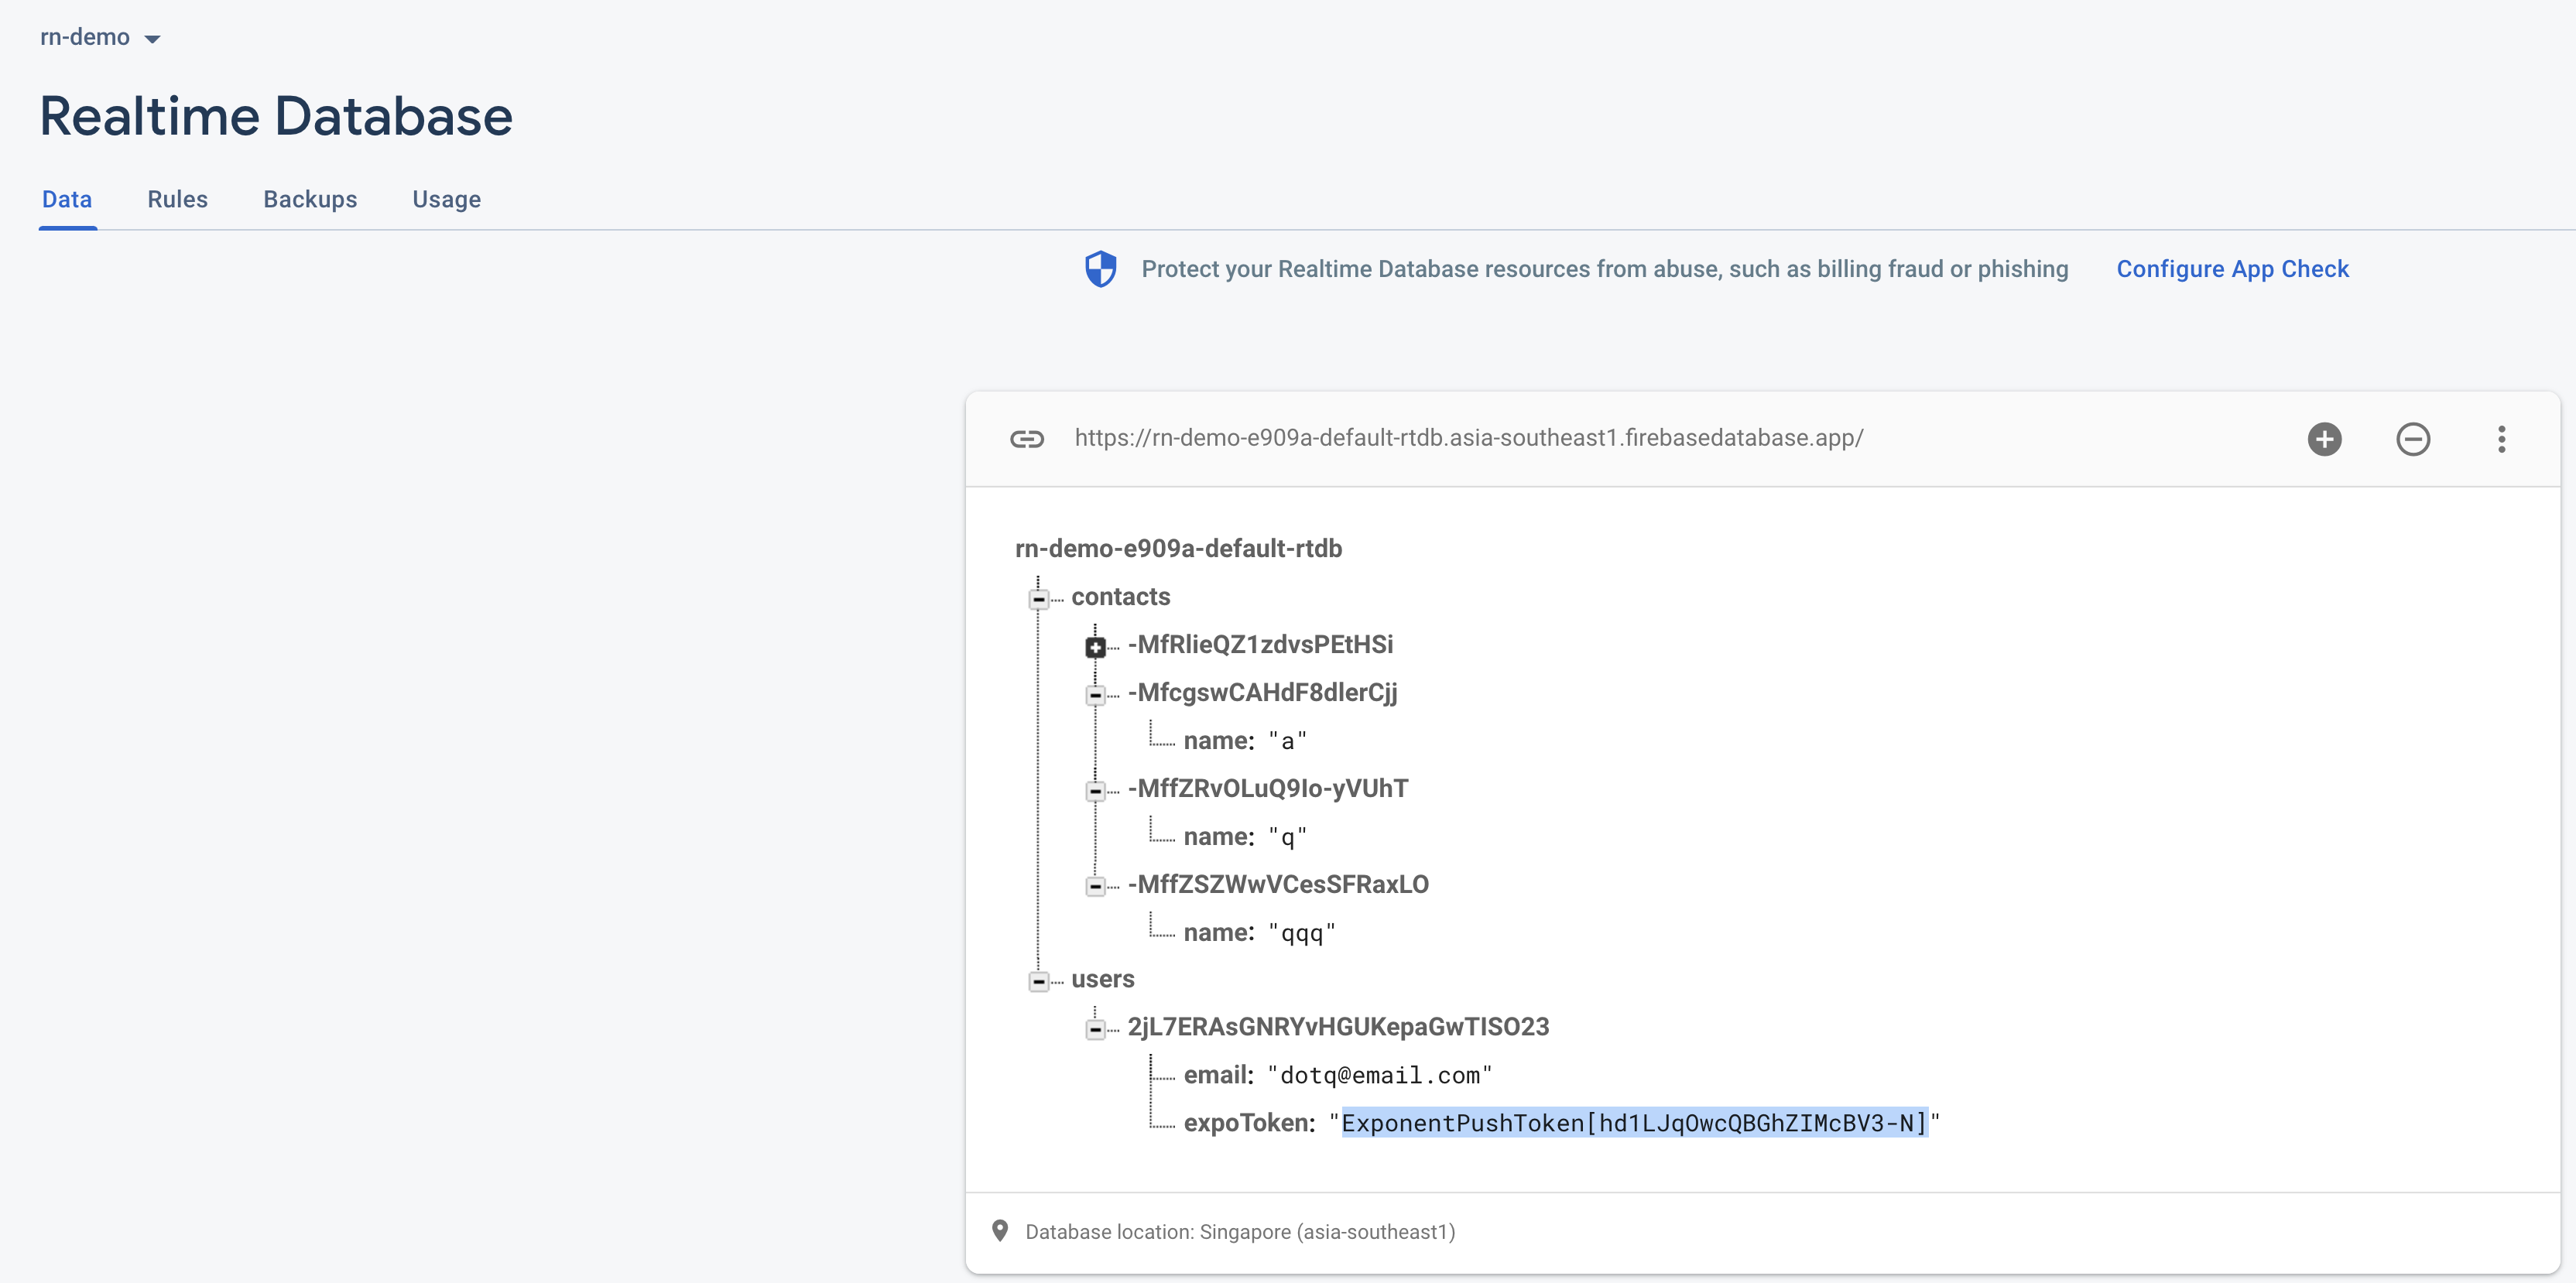 rn-demo
Realtime Database
Data Rules Backups Usage
Protect your Realtime Database resources from abuse, such as billing fraud or phishing Configure App Check
https://rn-demo-e909a-default-rtdb.asia-southeast1.firebasedatabase.app/
rn-demo-e909a-default-rtdb
contacts
-MfRlieQZ1zdvsPEtHSi
-MfcgswCAHdF8dlerCjj
name: "a"
-MffZRvOLuQ9Io-yVUhT
name: "q"
-MffZSZWwVCesSFRaxLO
name: "qqq"
users
2jL7ERAsGNRYvHGUKepaGwTISO23
email: "dotq@email.com"
expoToken: "ExponentPushToken[hd1LJqOwcQBGhZIMcBV3-N]"
Database location: Singapore (asia-southeast1)